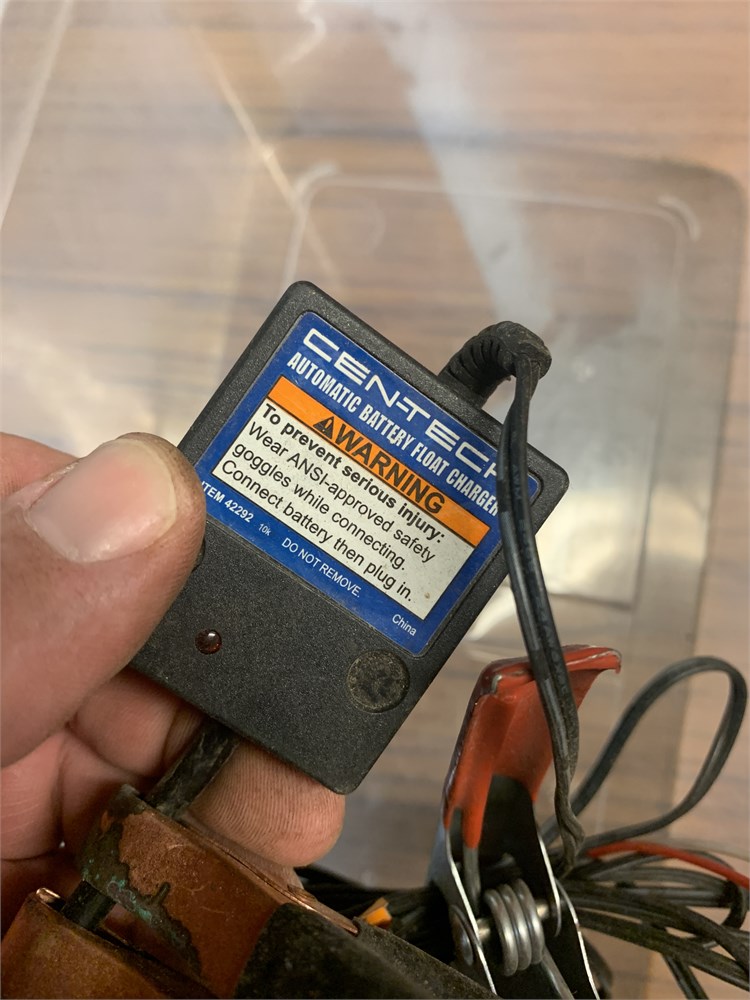 CEN-TECH
AUTOMATIC BATTERY FLOAT CHARGER
WARNING
To prevent serious injury:
Wear ANSI-approved safety
goggles while connecting.
Connect battery then plug in.
ITEM 42292 10k DO NOT REMOVE. China